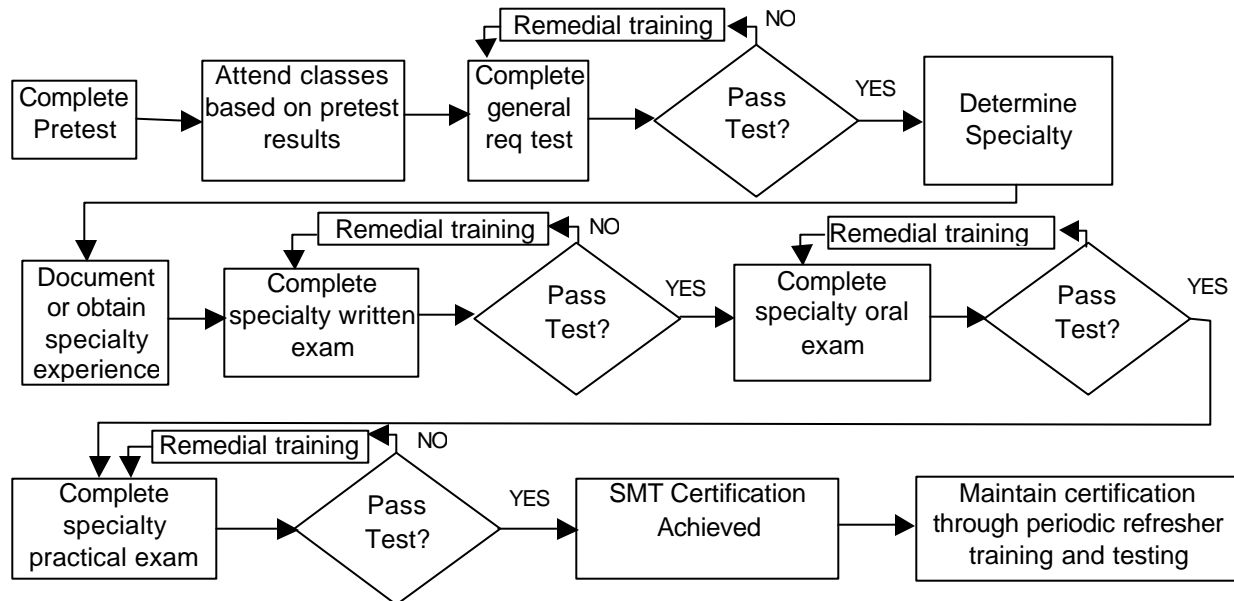 Remedial training
NO
Complete
Pretest
Attend classes
based on pretest
results
Complete
general
req test
Pass
Test?
YES
Determine
Specialty
Document
or obtain
specialty
experience
Remedial training
NO
Complete
specialty written
exam
Pass
Test?
YES
Remedial training
Complete
specialty oral
exam
Pass
Test?
YES
Remedial training
NO
Complete
specialty
practical exam
Pass
Test?
YES
SMT Certification
Achieved
Maintain certification
through periodic refresher
training and testing